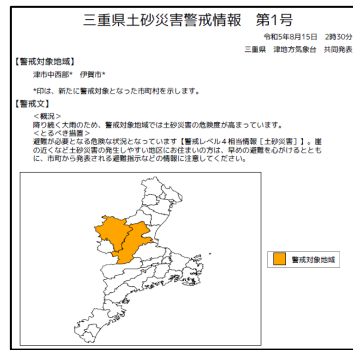 三重県土砂災害警戒情報　第1号
令和5年8月15日　2時30分
三重県　津地方気象台　共同発表
【警戒対象地域】
津市中西部*　伊賀市*
*印は、新たに警戒対象となった市町村を示します。
【警戒文】
＜概況＞
降り続く大雨のため、警戒対象地域では土砂災害の危険度が高まっています。
＜とるべき措置＞
避難が必要となる危険な状況となっています【警戒レベル４相当情報［土砂災害］】。崖
の近くなど土砂災害の発生しやすい地区にお住まいの方は、早めの避難を心がけるととも
に、市町から発表される避難指示などの情報に注意してください。
警戒対象地域